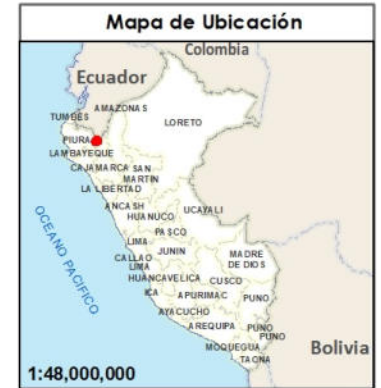 Mapa de Ubicación
Colombia
Ecuador
AMAZONAS
TUMBES
LORETO
PIURA
LAMBAYEQUE
CAJAMARCA SAN
MARTIN
LA LIBERTAD
ANCASH
UCAYALI
HUANUCO
PASCO
LIMA
JUNIN
MADRE
DE DIOS
CALLAO
LIMA
HUANCAVELICA
CUSCO
ICA
APURIMAC
PUNO
AYACUCHO
AREQUIPA
PUNO
PUNO
MOQUEGUA
TACNA
Bolivia
OCEANO PACIFICO
1:48,000,000